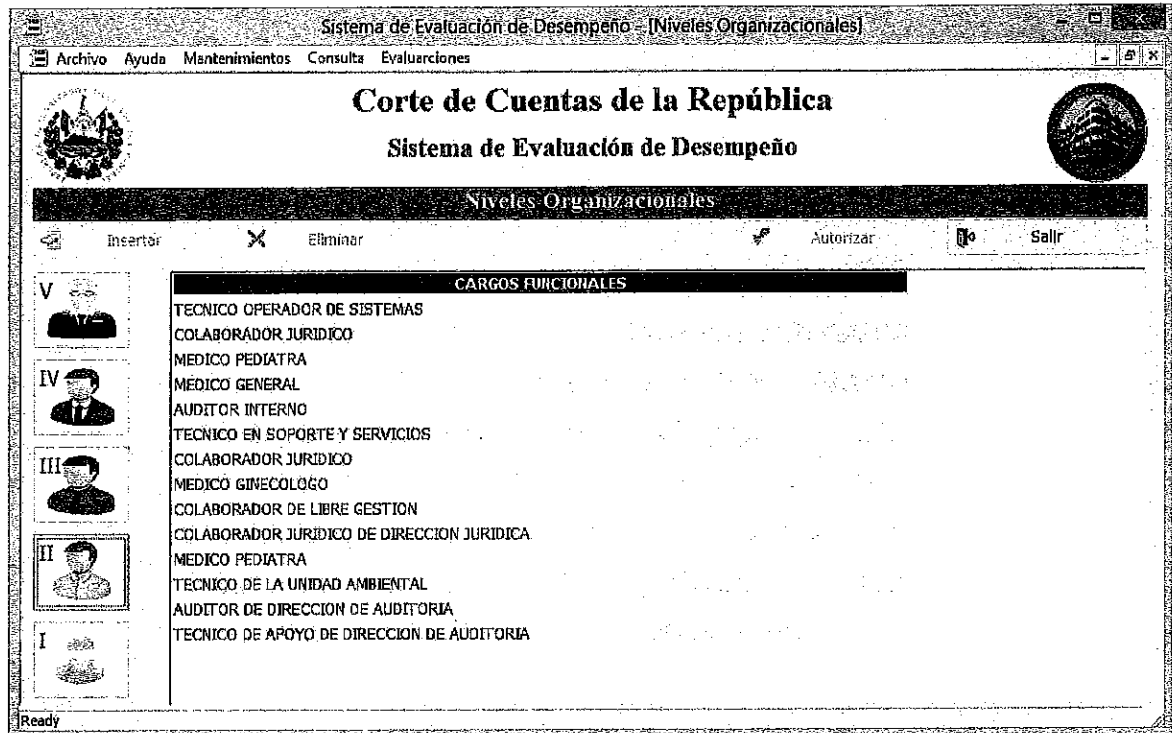 Sistema de Evaluación de Desempeño - [Niveles Organizacionales]
Archivo Ayuda Mantenimientos Consulta Evaluarciones
Corte de Cuentas de la República
Sistema de Evaluación de Desempeño
Niveles Organizacionales
Insertar Eliminar Autorizar Salir
CARGOS FUNCIONALES
V
TECNICO OPERADOR DE SISTEMAS
COLABORADOR JURIDICO
MEDICO PEDIATRA
IV
MEDICO GENERAL
AUDITOR INTERNO
TECNICO EN SOPORTE Y SERVICIOS
III
COLABORADOR JURIDICO
MEDICO GINECOLOGO
COLABORADOR DE LIBRE GESTION
COLABORADOR JURIDICO DE DIRECCION JURIDICA
II
MEDICO PEDIATRA
TECNICO DE LA UNIDAD AMBIENTAL
AUDITOR DE DIRECCION DE AUDITORIA
I
TECNICO DE APOYO DE DIRECCION DE AUDITORIA
Ready